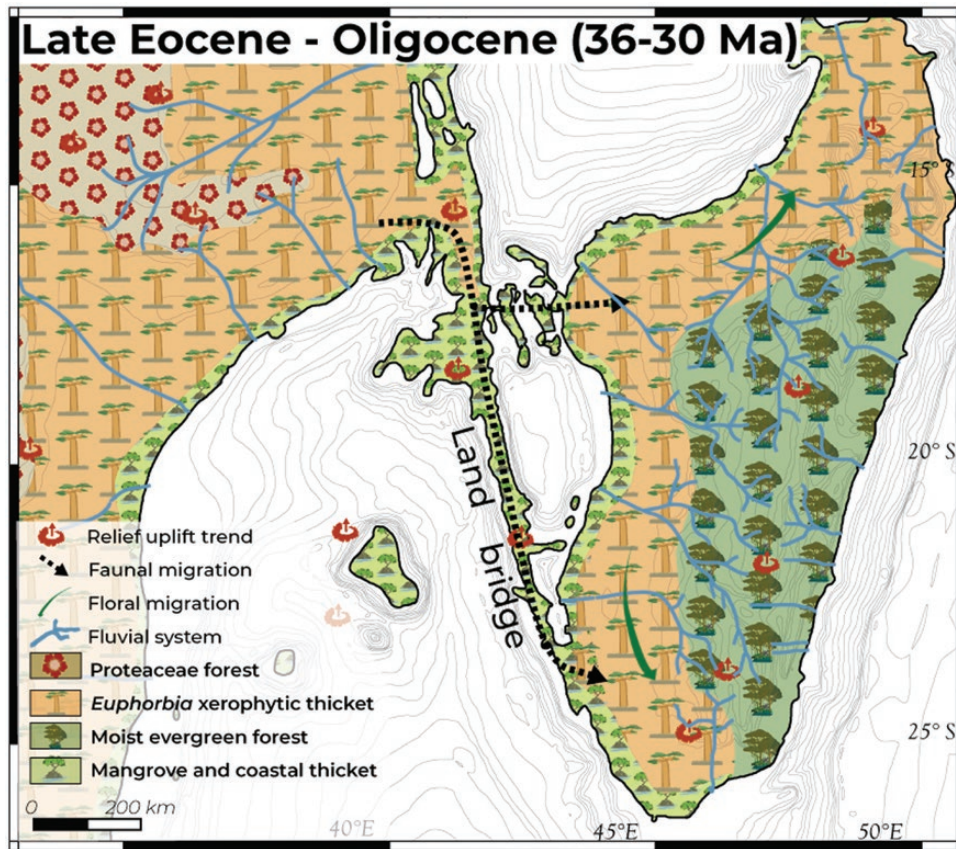 Late Eocene - Oligocene (36-30 Ma)
15° S
20° S
Land
bridge
Relief uplift trend
Faunal migration
Floral migration
Fluvial system
Proteaceae forest
Euphorbia xerophytic thicket
Moist evergreen forest
Mangrove and coastal thicket
25° S
0 200 km
40°E 45°E 50°E